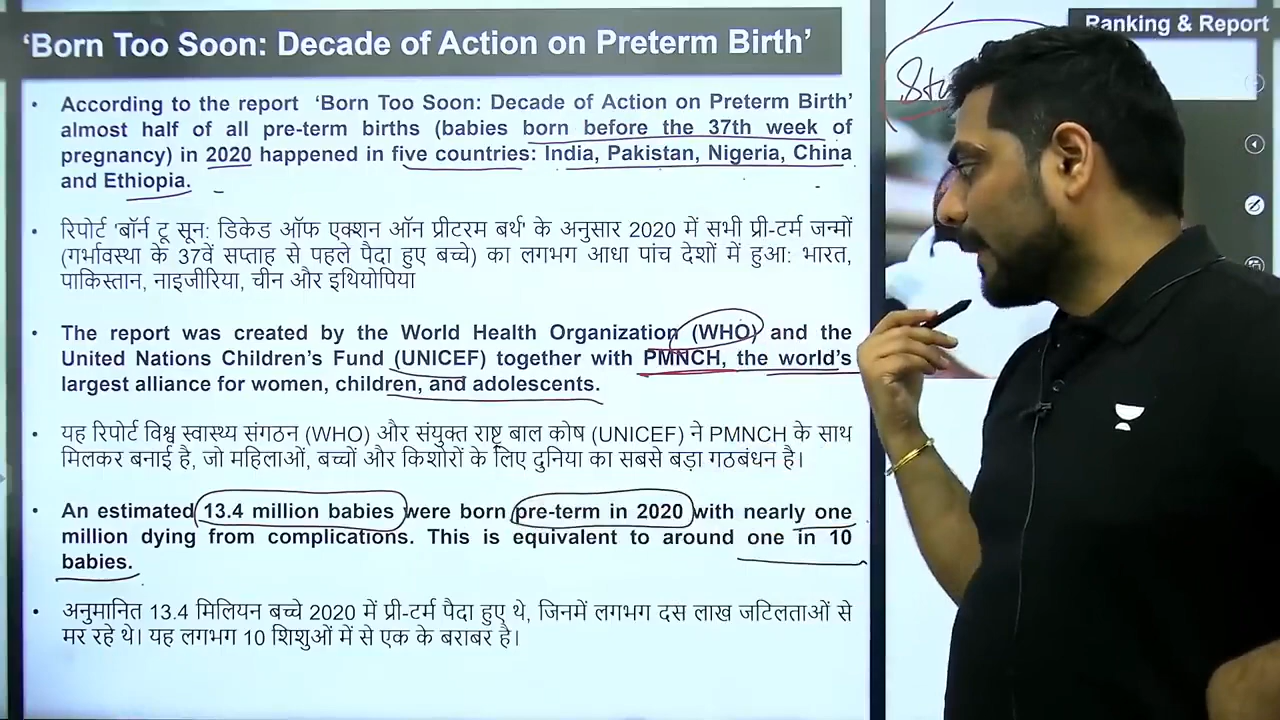 Ranking & Report
'Born Too Soon: Decade of Action on Preterm Birth'
• According to the report 'Born Too Soon: Decade of Action on Preterm Birth'
almost half of all pre-term births (babies born before the 37th week of
pregnancy) in 2020 happened in five countries: India, Pakistan, Nigeria, China
and Ethiopia.
• रिपोर्ट 'बॉर्न टू सून: डिकेड ऑफ एक्शन ऑन प्रीटरम बर्थ' के अनुसार 2020 में सभी प्री-टर्म जन्मों
(गर्भावस्था के 37वें सप्ताह से पहले पैदा हुए बच्चे) का लगभग आधा पांच देशों में हुआ: भारत,
पाकिस्तान, नाइजीरिया, चीन और इथियोपिया
• The report was created by the World Health Organization (WHO) and the
United Nations Children's Fund (UNICEF) together with PMNCH, the world's
largest alliance for women, children, and adolescents.
• यह रिपोर्ट विश्व स्वास्थ्य संगठन (WHO) और संयुक्त राष्ट्र बाल कोष (UNICEF) ने PMNCH के साथ
मिलकर बनाई है, जो महिलाओं, बच्चों और किशोरों के लिए दुनिया का सबसे बड़ा गठबंधन है।
• An estimated 13.4 million babies were born pre-term in 2020 with nearly one
million dying from complications. This is equivalent to around one in 10
babies.
• अनुमानित 13.4 मिलियन बच्चे 2020 में प्री-टर्म पैदा हुए थे, जिनमें लगभग दस लाख जटिलताओं से
मर रहे थे। यह लगभग 10 शिशुओं में से एक के बराबर है।